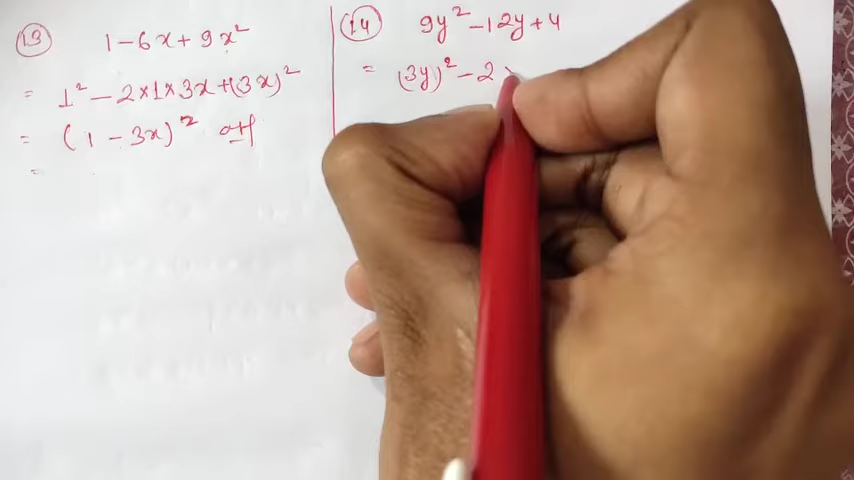 13 1 - 6x + 9x²
= 1² - 2×1×3x + (3x)²
= (1 - 3x)²
=
14 9y² - 12y + 4
= (3y)² - 2 ×